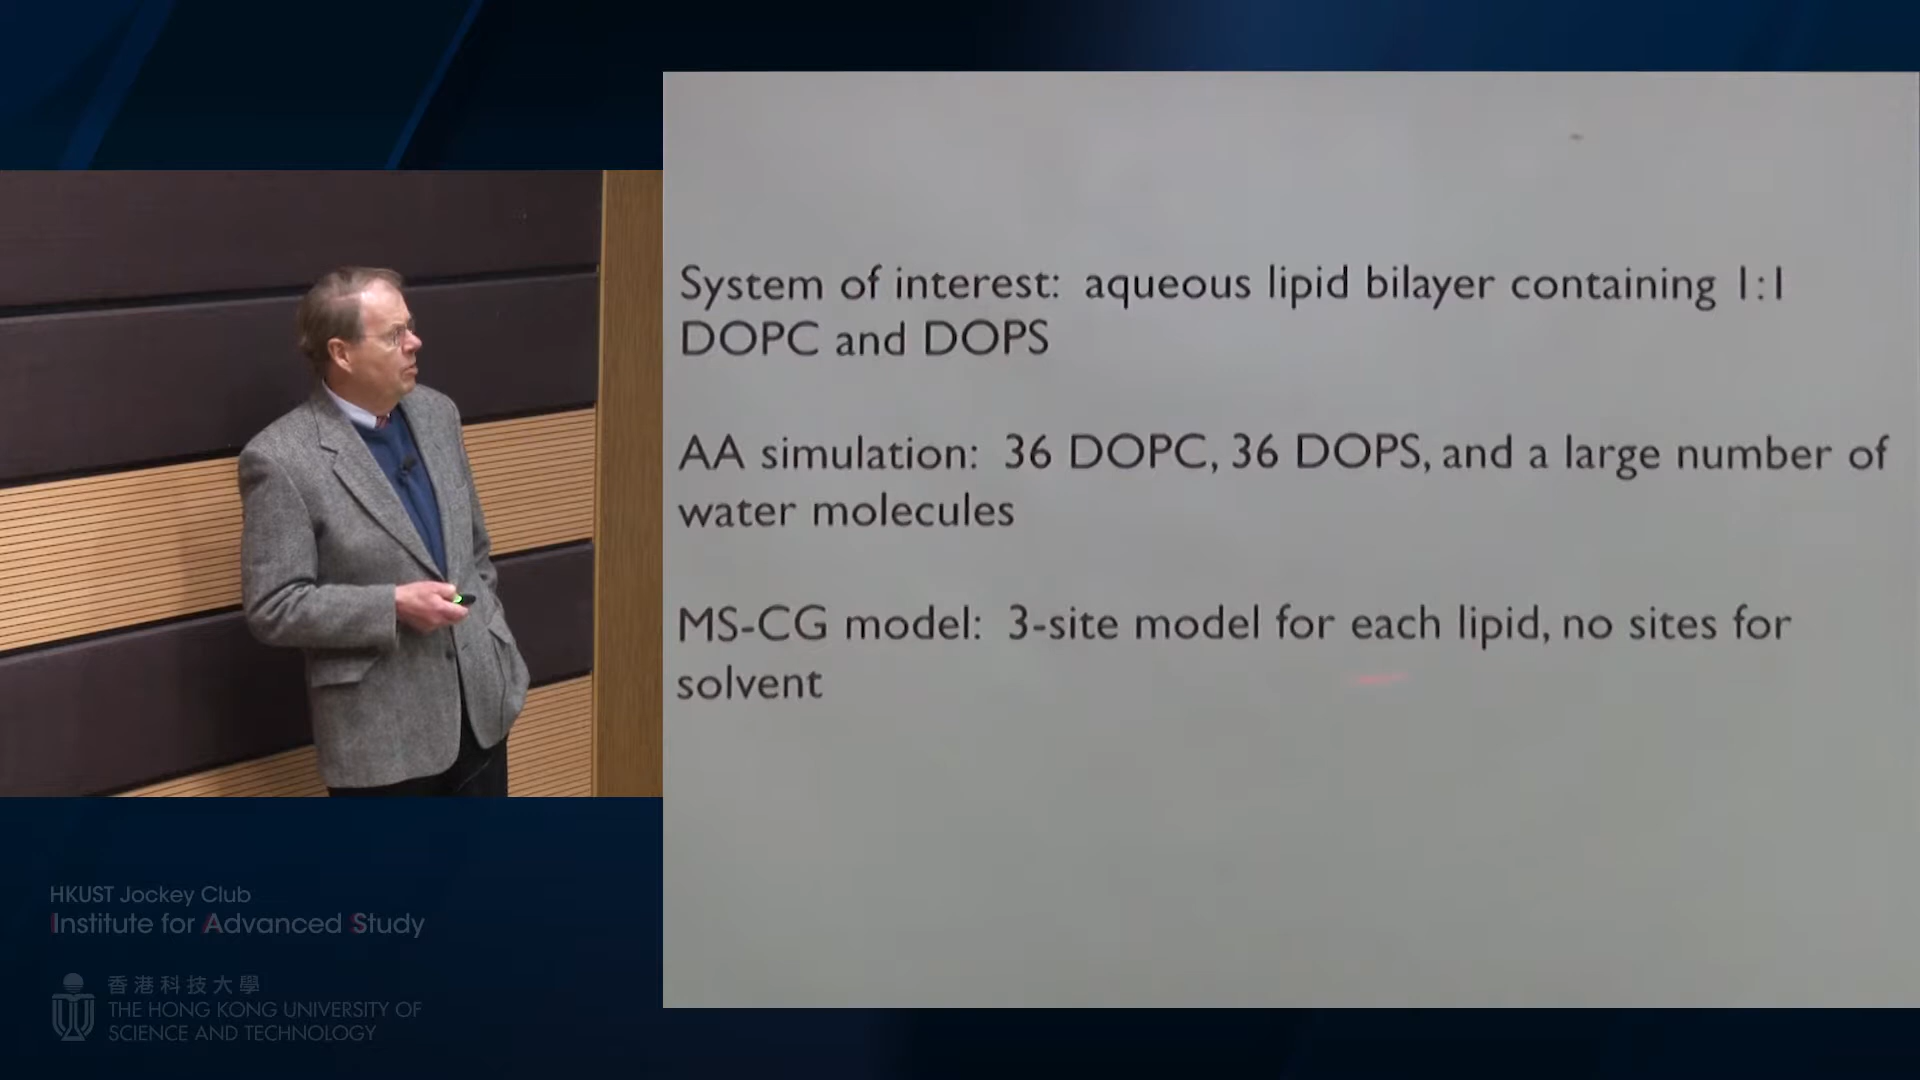 System of interest: aqueous lipid bilayer containing 1:1
DOPC and DOPS
AA simulation: 36 DOPC, 36 DOPS, and a large number of
water molecules
MS-CG model: 3-site model for each lipid, no sites for
solvent
HKUST Jockey Club
Institute for Advanced Study
香港科技大學
THE HONG KONG UNIVERSITY OF
SCIENCE AND TECHNOLOGY